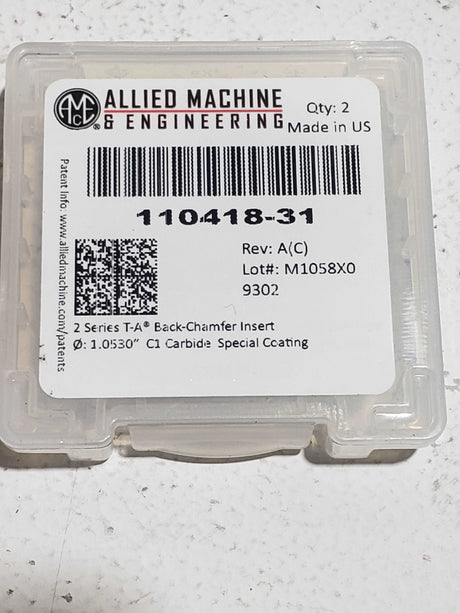 AMEC® ALLIED MACHINE
& ENGINEERING
Qty: 2
Made in US
110418-31
Patent Info: www.alliedmachine.com/patents
Rev: A(C)
Lot#: M1058X0
9302
2 Series T-A® Back-Chamfer Insert
Ø: 1.0530" C1 Carbide Special Coating